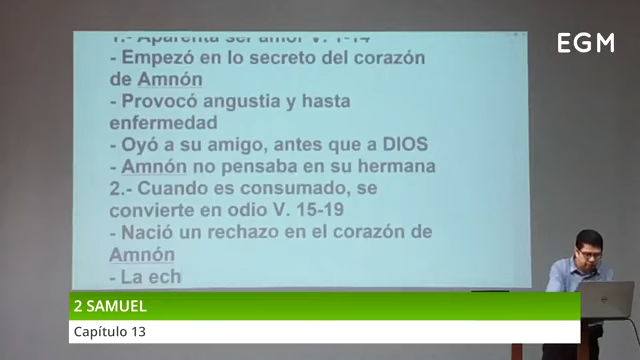 EGM
1.- Aparenta ser amor V. 1-14
- Empezó en lo secreto del corazón
de Amnón
- Provocó angustia y hasta
enfermedad
- Oyó a su amigo, antes que a DIOS
- Amnón no pensaba en su hermana
2.- Cuando es consumado, se
convierte en odio V. 15-19
- Nació un rechazo en el corazón de
Amnón
- La ech
2 SAMUEL
Capítulo 13